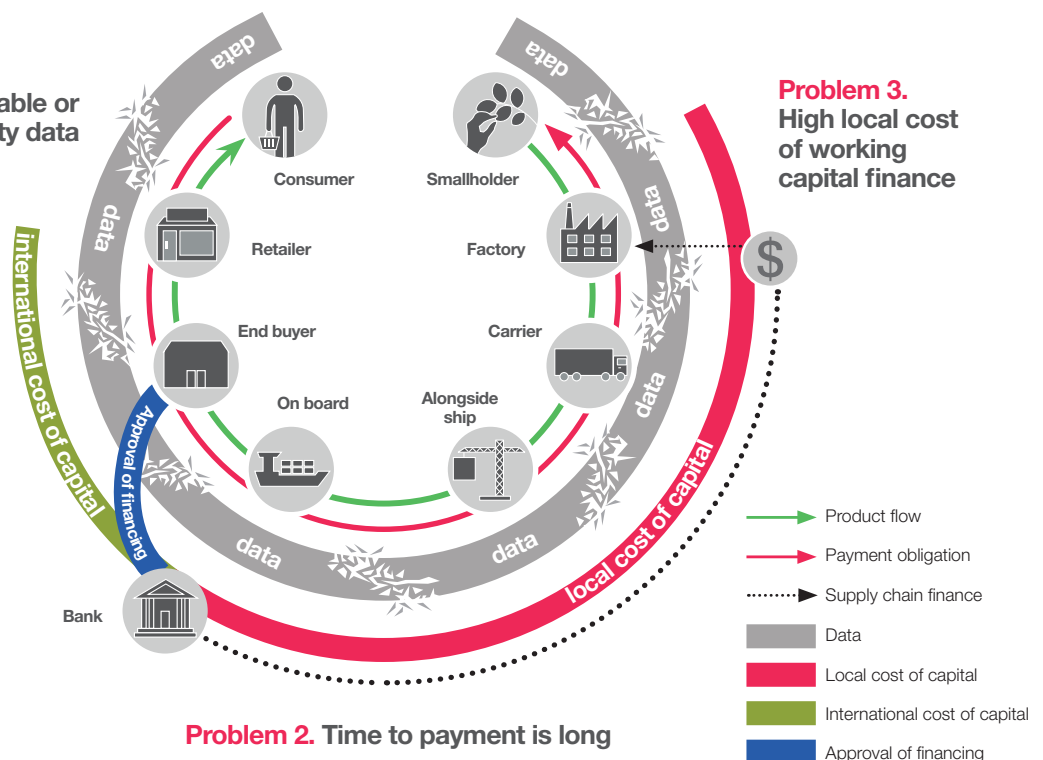 able or
ty data
Problem 3.
High local cost
of working
capital finance
data
data
Consumer
Smallholder
data
data
Retailer
Factory
$
international cost of capital
End buyer
Carrier
data
On board
Alongside
ship
Approval of financing
local cost of capital
data
data
Bank
Product flow
Payment obligation
Supply chain finance
Data
Local cost of capital
International cost of capital
Approval of financing
Problem 2. Time to payment is long